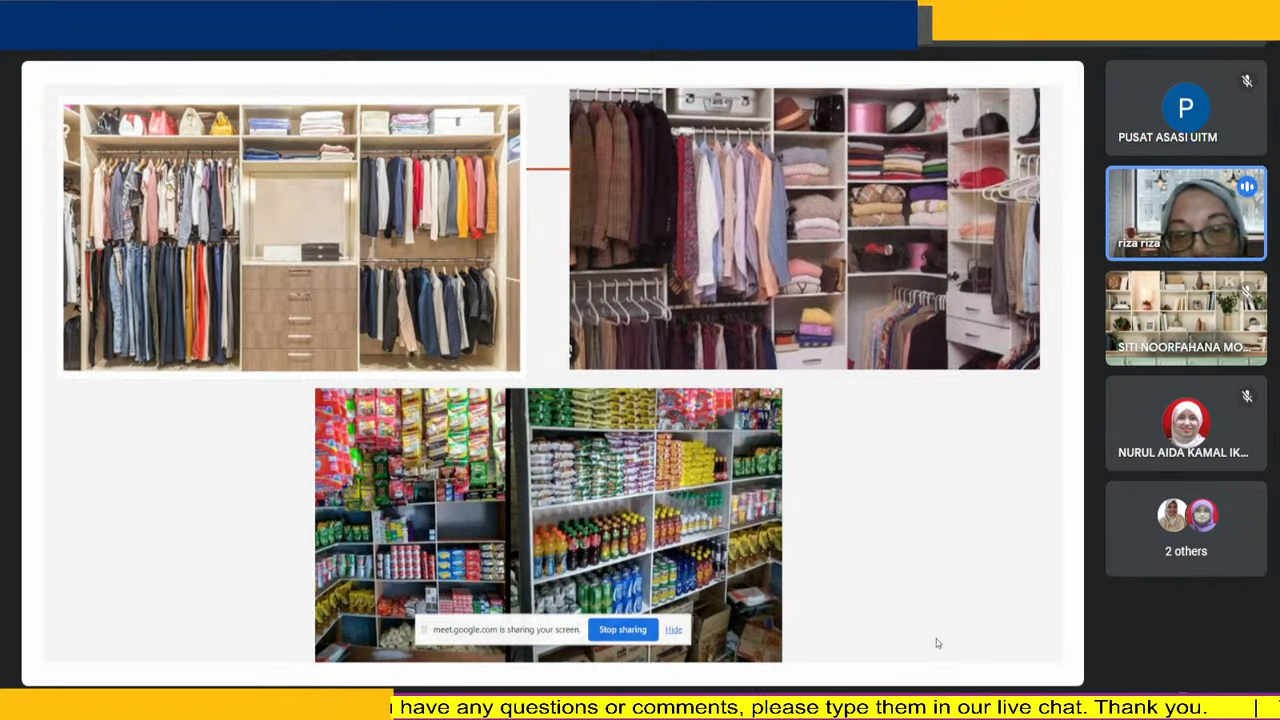 P
PUSAT ASASI UITM
riza riza
SITI NOORFAHANA MO...
NURUL AIDA KAMAL IK...
2 others
meet.google.com is sharing your screen.
Stop sharing
Hide
have any questions or comments, please type them in our live chat. Thank you. |